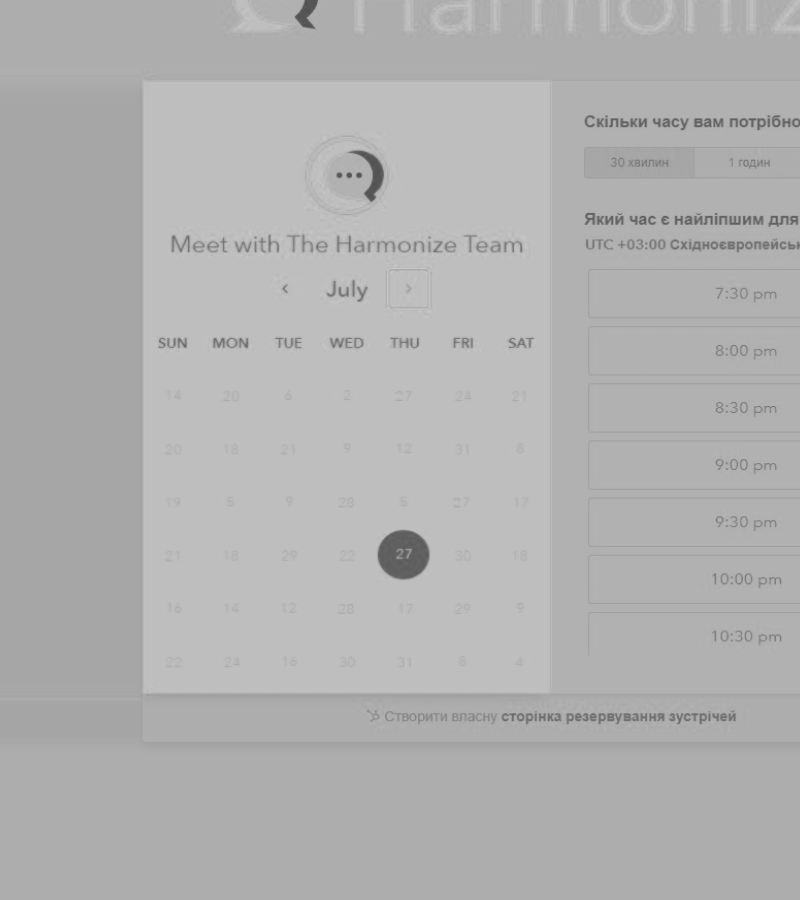 Harmoniz
Meet with The Harmonize Team
July
SUN MON TUE WED THU FRI SAT
14 20 6 2 27 24 21
20 18 21 9 12 31 8
19 5 9 28 5 27 17
21 18 29 22 27 30 18
16 14 12 28 17 29 9
22 24 16 30 31 8 4
Скільки часу вам потрібно
30 хвилин 1 годин
Який час є найліпшим для
UTC +03:00 Східноєвропейськ
7:30 pm
8:00 pm
8:30 pm
9:00 pm
9:30 pm
10:00 pm
10:30 pm
Створити власну сторінка резервування зустрічей